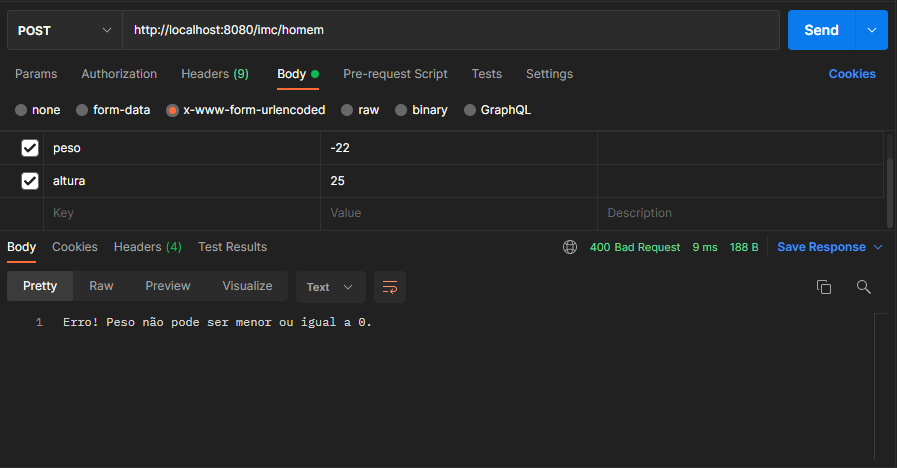 POST http://localhost:8080/imc/homem Send
Params Authorization Headers (9) Body Pre-request Script Tests Settings Cookies
none form-data x-www-form-urlencoded raw binary GraphQL
peso -22
altura 25
Key Value Description
Body Cookies Headers (4) Test Results 400 Bad Request 9 ms 188 B Save Response
Pretty Raw Preview Visualize Text
1 Erro! Peso não pode ser menor ou igual a 0.